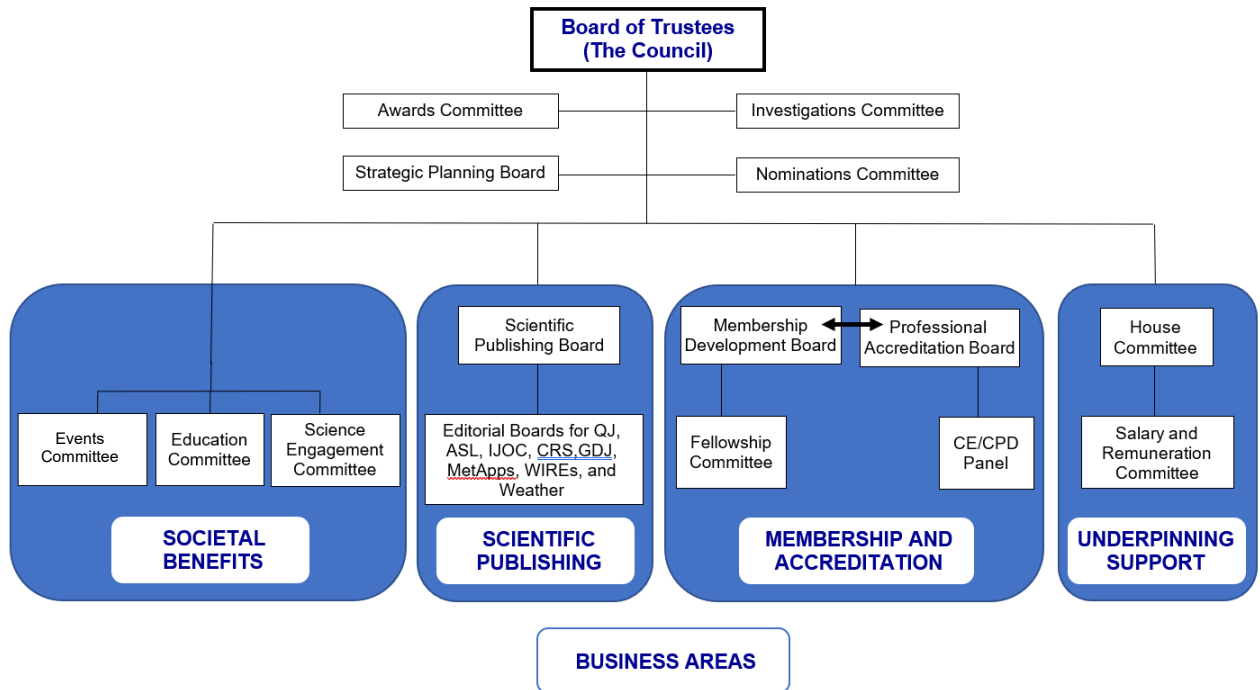 Board of Trustees
(The Council)
Awards Committee
Investigations Committee
Strategic Planning Board
Nominations Committee
Events
Committee
Education
Committee
Science
Engagement
Committee
SOCIETAL
BENEFITS
Scientific
Publishing Board
Editorial Boards for QJ,
ASL, IJOC, CRS,GDJ,
MetApps, WIREs, and
Weather
SCIENTIFIC
PUBLISHING
Membership
Development Board
Professional
Accreditation Board
Fellowship
Committee
CE/CPD
Panel
MEMBERSHIP AND
ACCREDITATION
House
Committee
Salary and
Remuneration
Committee
UNDERPINNING
SUPPORT
BUSINESS AREAS